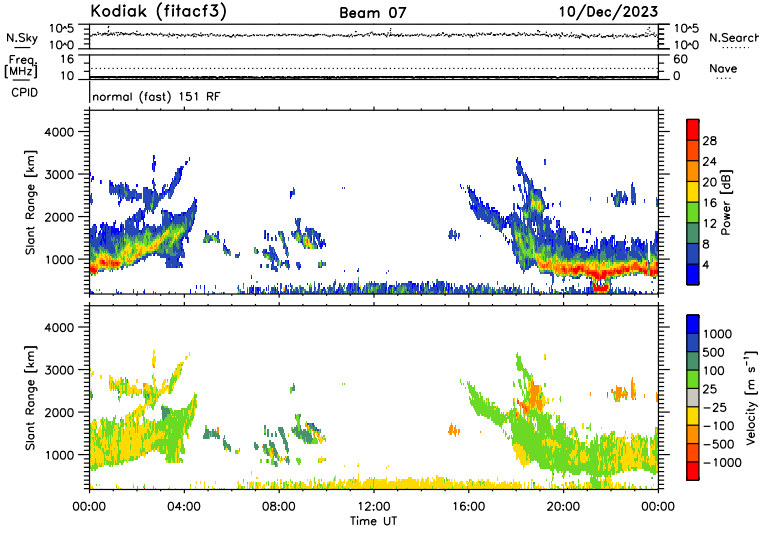 Kodiak (fitacf3) Beam 07 10/Dec/2023
N.Sky 10^5 10^0 10^5 10^0 N.Search
Freq. [MHz] 16 10 60 0 Nave
CPID normal (fast) 151 RF
4000
3000
2000
1000
Slant Range [km]
28
24
20
16
12
8
4
Power [dB]
4000
3000
2000
1000
Slant Range [km]
1000
500
100
25
-25
-100
-500
-1000
Velocity [m s^-1]
00:00 04:00 08:00 12:00 16:00 20:00 00:00
Time UT